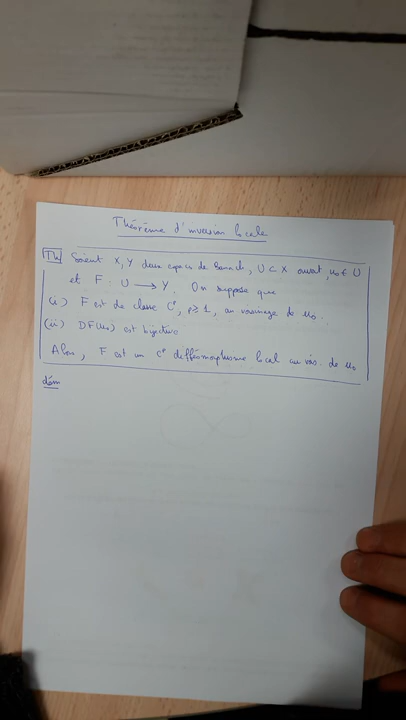 Théorème d'inversion locale
Th Soient X, Y deux espaces de Banach, U ⊂ X ouvert, u₀ ∈ U
et F : U → Y. On suppose que
(i) F est de classe Cᵖ, p ≥ 1, au voisinage de u₀.
(ii) DF(u₀) est bijective
Alors, F est un Cᵖ difféomorphisme local au vois. de u₀
dém